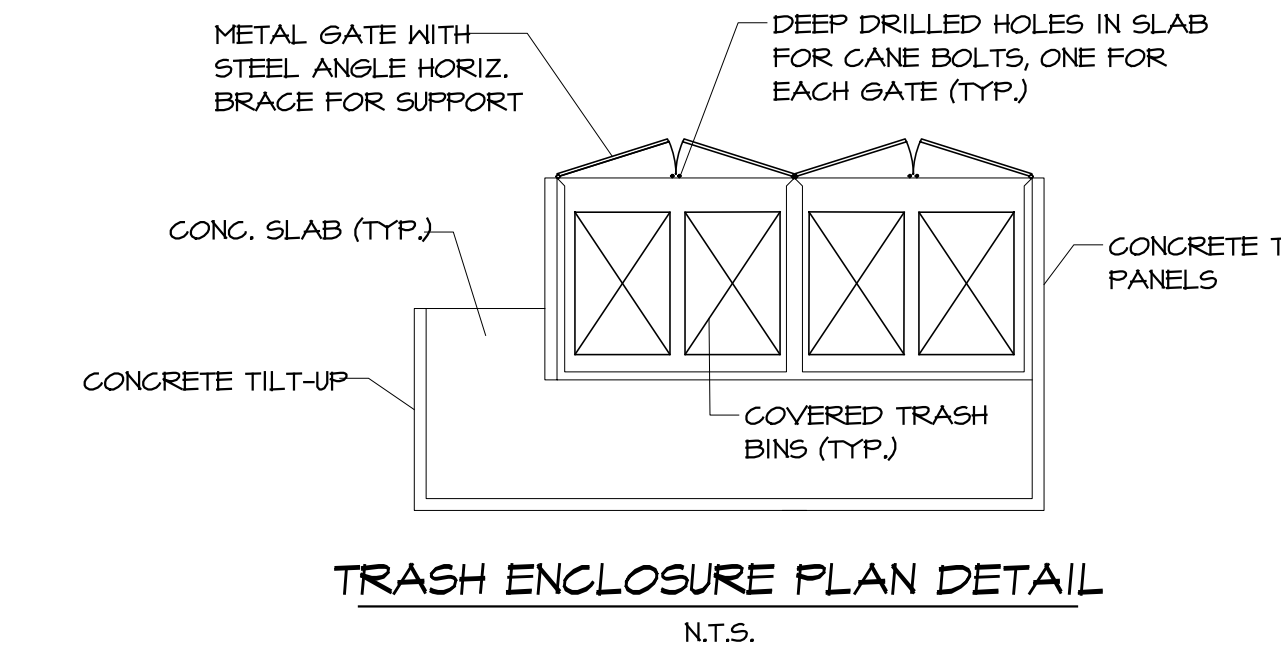 METAL GATE WITH
STEEL ANGLE HORIZ.
BRACE FOR SUPPORT
DEEP DRILLED HOLES IN SLAB
FOR CANE BOLTS, ONE FOR
EACH GATE (TYP.)
CONC. SLAB (TYP.)
CONCRETE
PANELS
CONCRETE TILT-UP
COVERED TRASH
BINS (TYP.)
TRASH ENCLOSURE PLAN DETAIL
N.T.S.